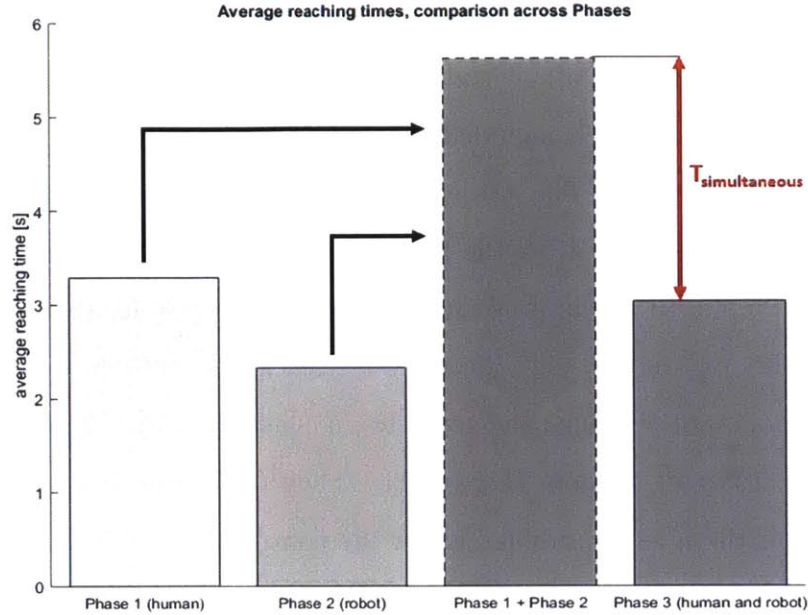 Average reaching times, comparison across Phases
6
5
4
3
2
1
0
average reaching time [s]
Tsimultaneous
Phase 1 (human)
Phase 2 (robot)
Phase 1 + Phase 2
Phase 3 (human and robot)